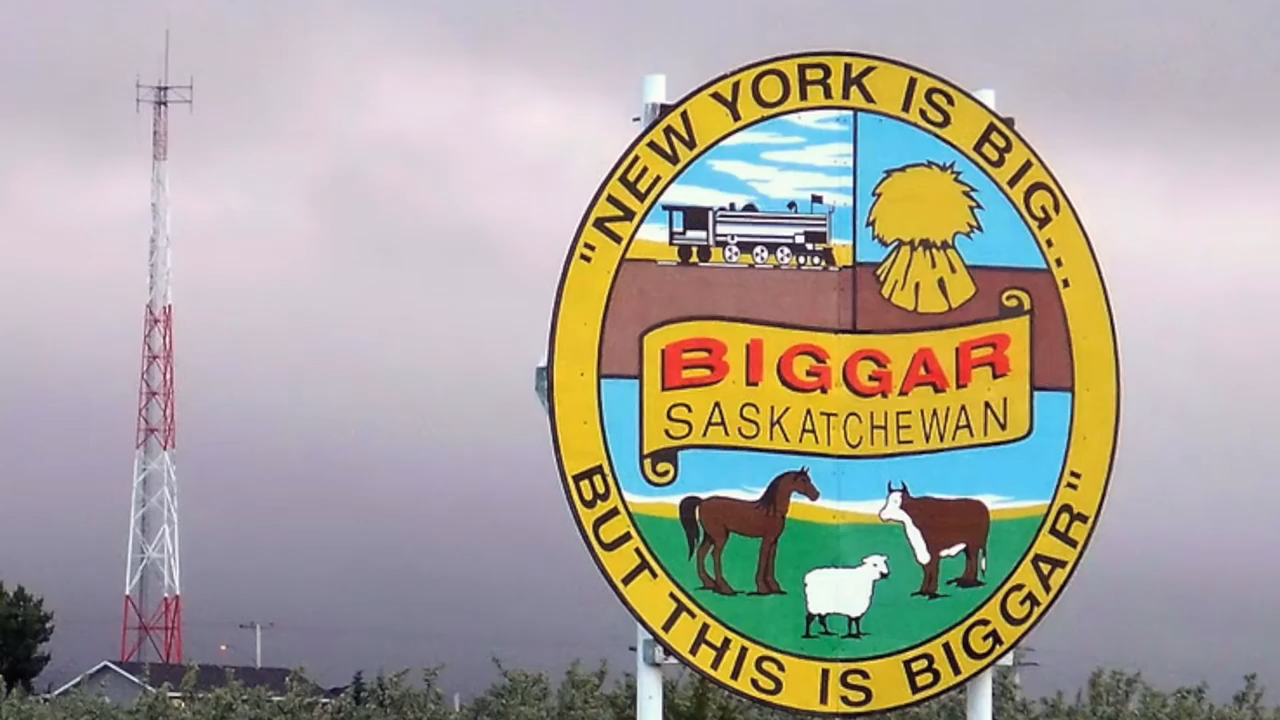 "NEW YORK IS BIG...
BIGGAR
SASKATCHEWAN
BUT THIS IS BIGGAR"